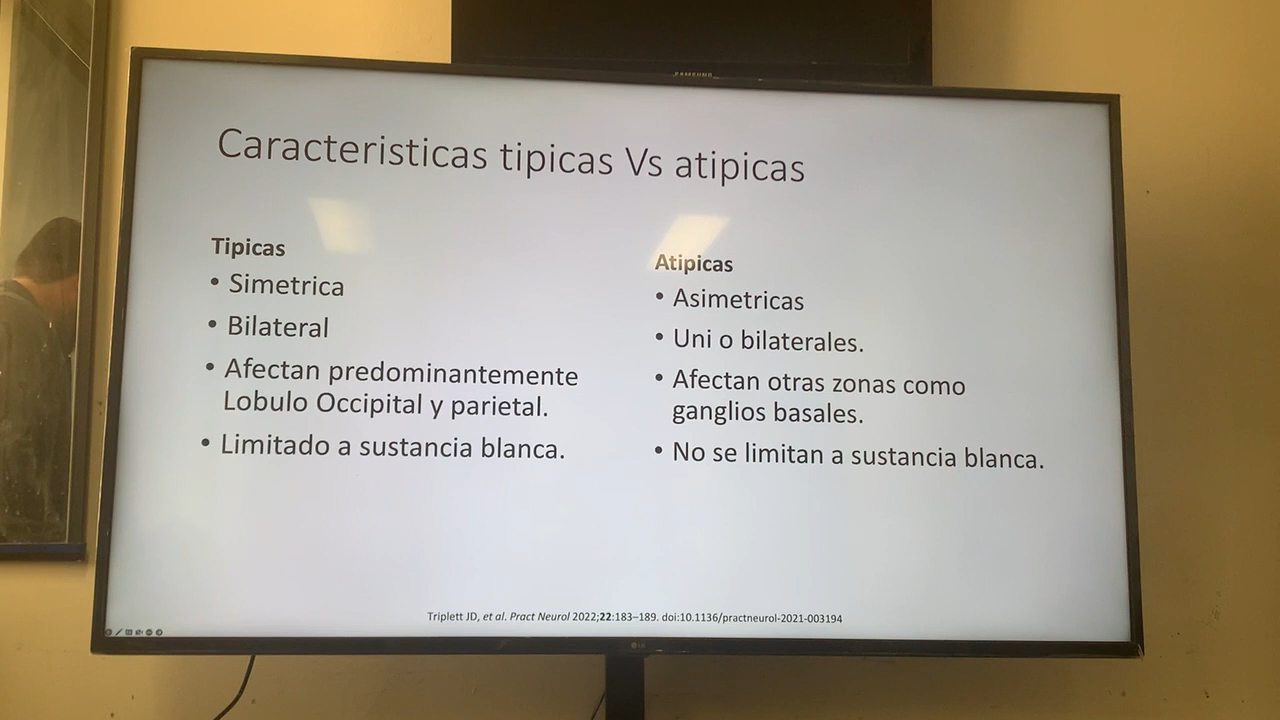 SAMSUNG
Caracteristicas tipicas Vs atipicas
Tipicas
• Simetrica
• Bilateral
• Afectan predominantemente
Lobulo Occipital y parietal.
• Limitado a sustancia blanca.
Atipicas
• Asimetricas
• Uni o bilaterales.
• Afectan otras zonas como
ganglios basales.
• No se limitan a sustancia blanca.
Triplett JD, et al. Pract Neurol 2022;22:183–189. doi:10.1136/practneurol-2021-003194
LG